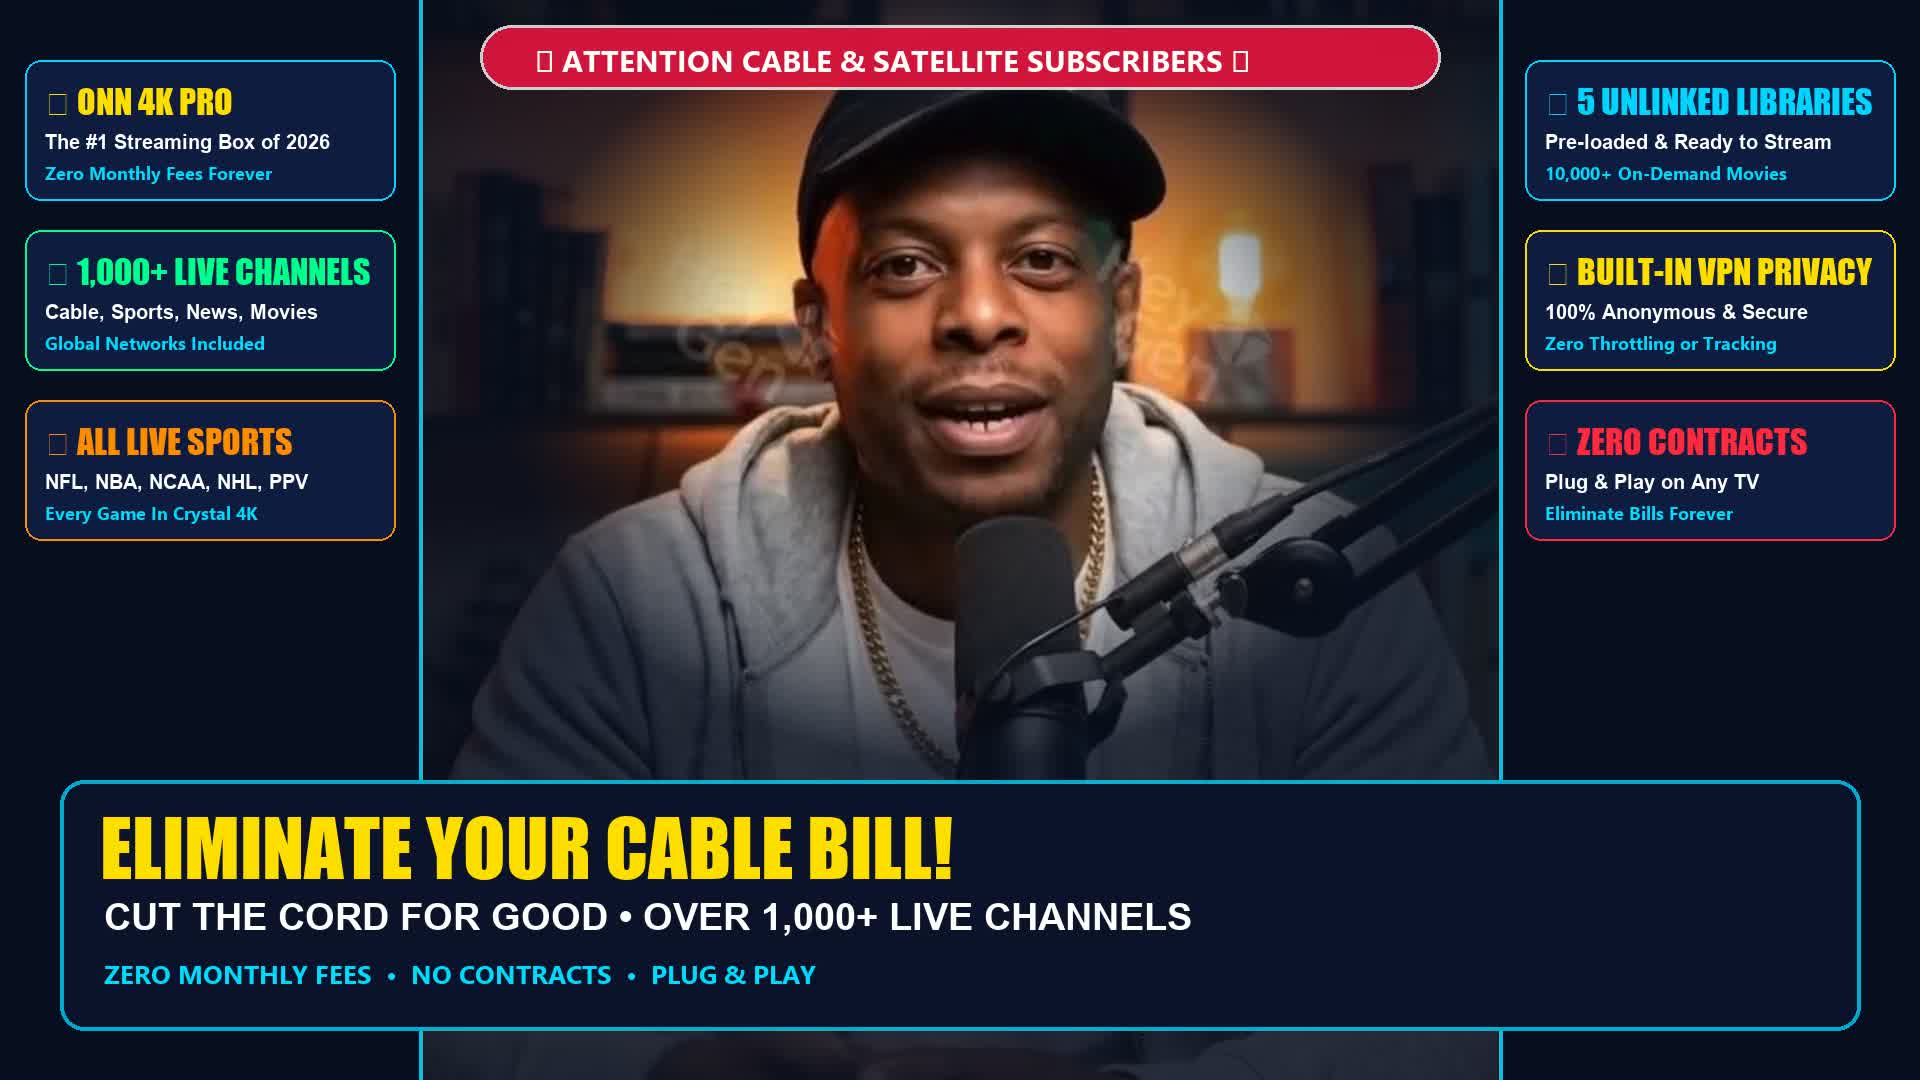 ATTENTION CABLE & SATELLITE SUBSCRIBERS
ONN 4K PRO
The #1 Streaming Box of 2026
Zero Monthly Fees Forever
1,000+ LIVE CHANNELS
Cable, Sports, News, Movies
Global Networks Included
ALL LIVE SPORTS
NFL, NBA, NCAA, NHL, PPV
Every Game In Crystal 4K
5 UNLINKED LIBRARIES
Pre-loaded & Ready to Stream
10,000+ On-Demand Movies
BUILT-IN VPN PRIVACY
100% Anonymous & Secure
Zero Throttling or Tracking
ZERO CONTRACTS
Plug & Play on Any TV
Eliminate Bills Forever
ELIMINATE YOUR CABLE BILL!
CUT THE CORD FOR GOOD • OVER 1,000+ LIVE CHANNELS
ZERO MONTHLY FEES • NO CONTRACTS • PLUG & PLAY